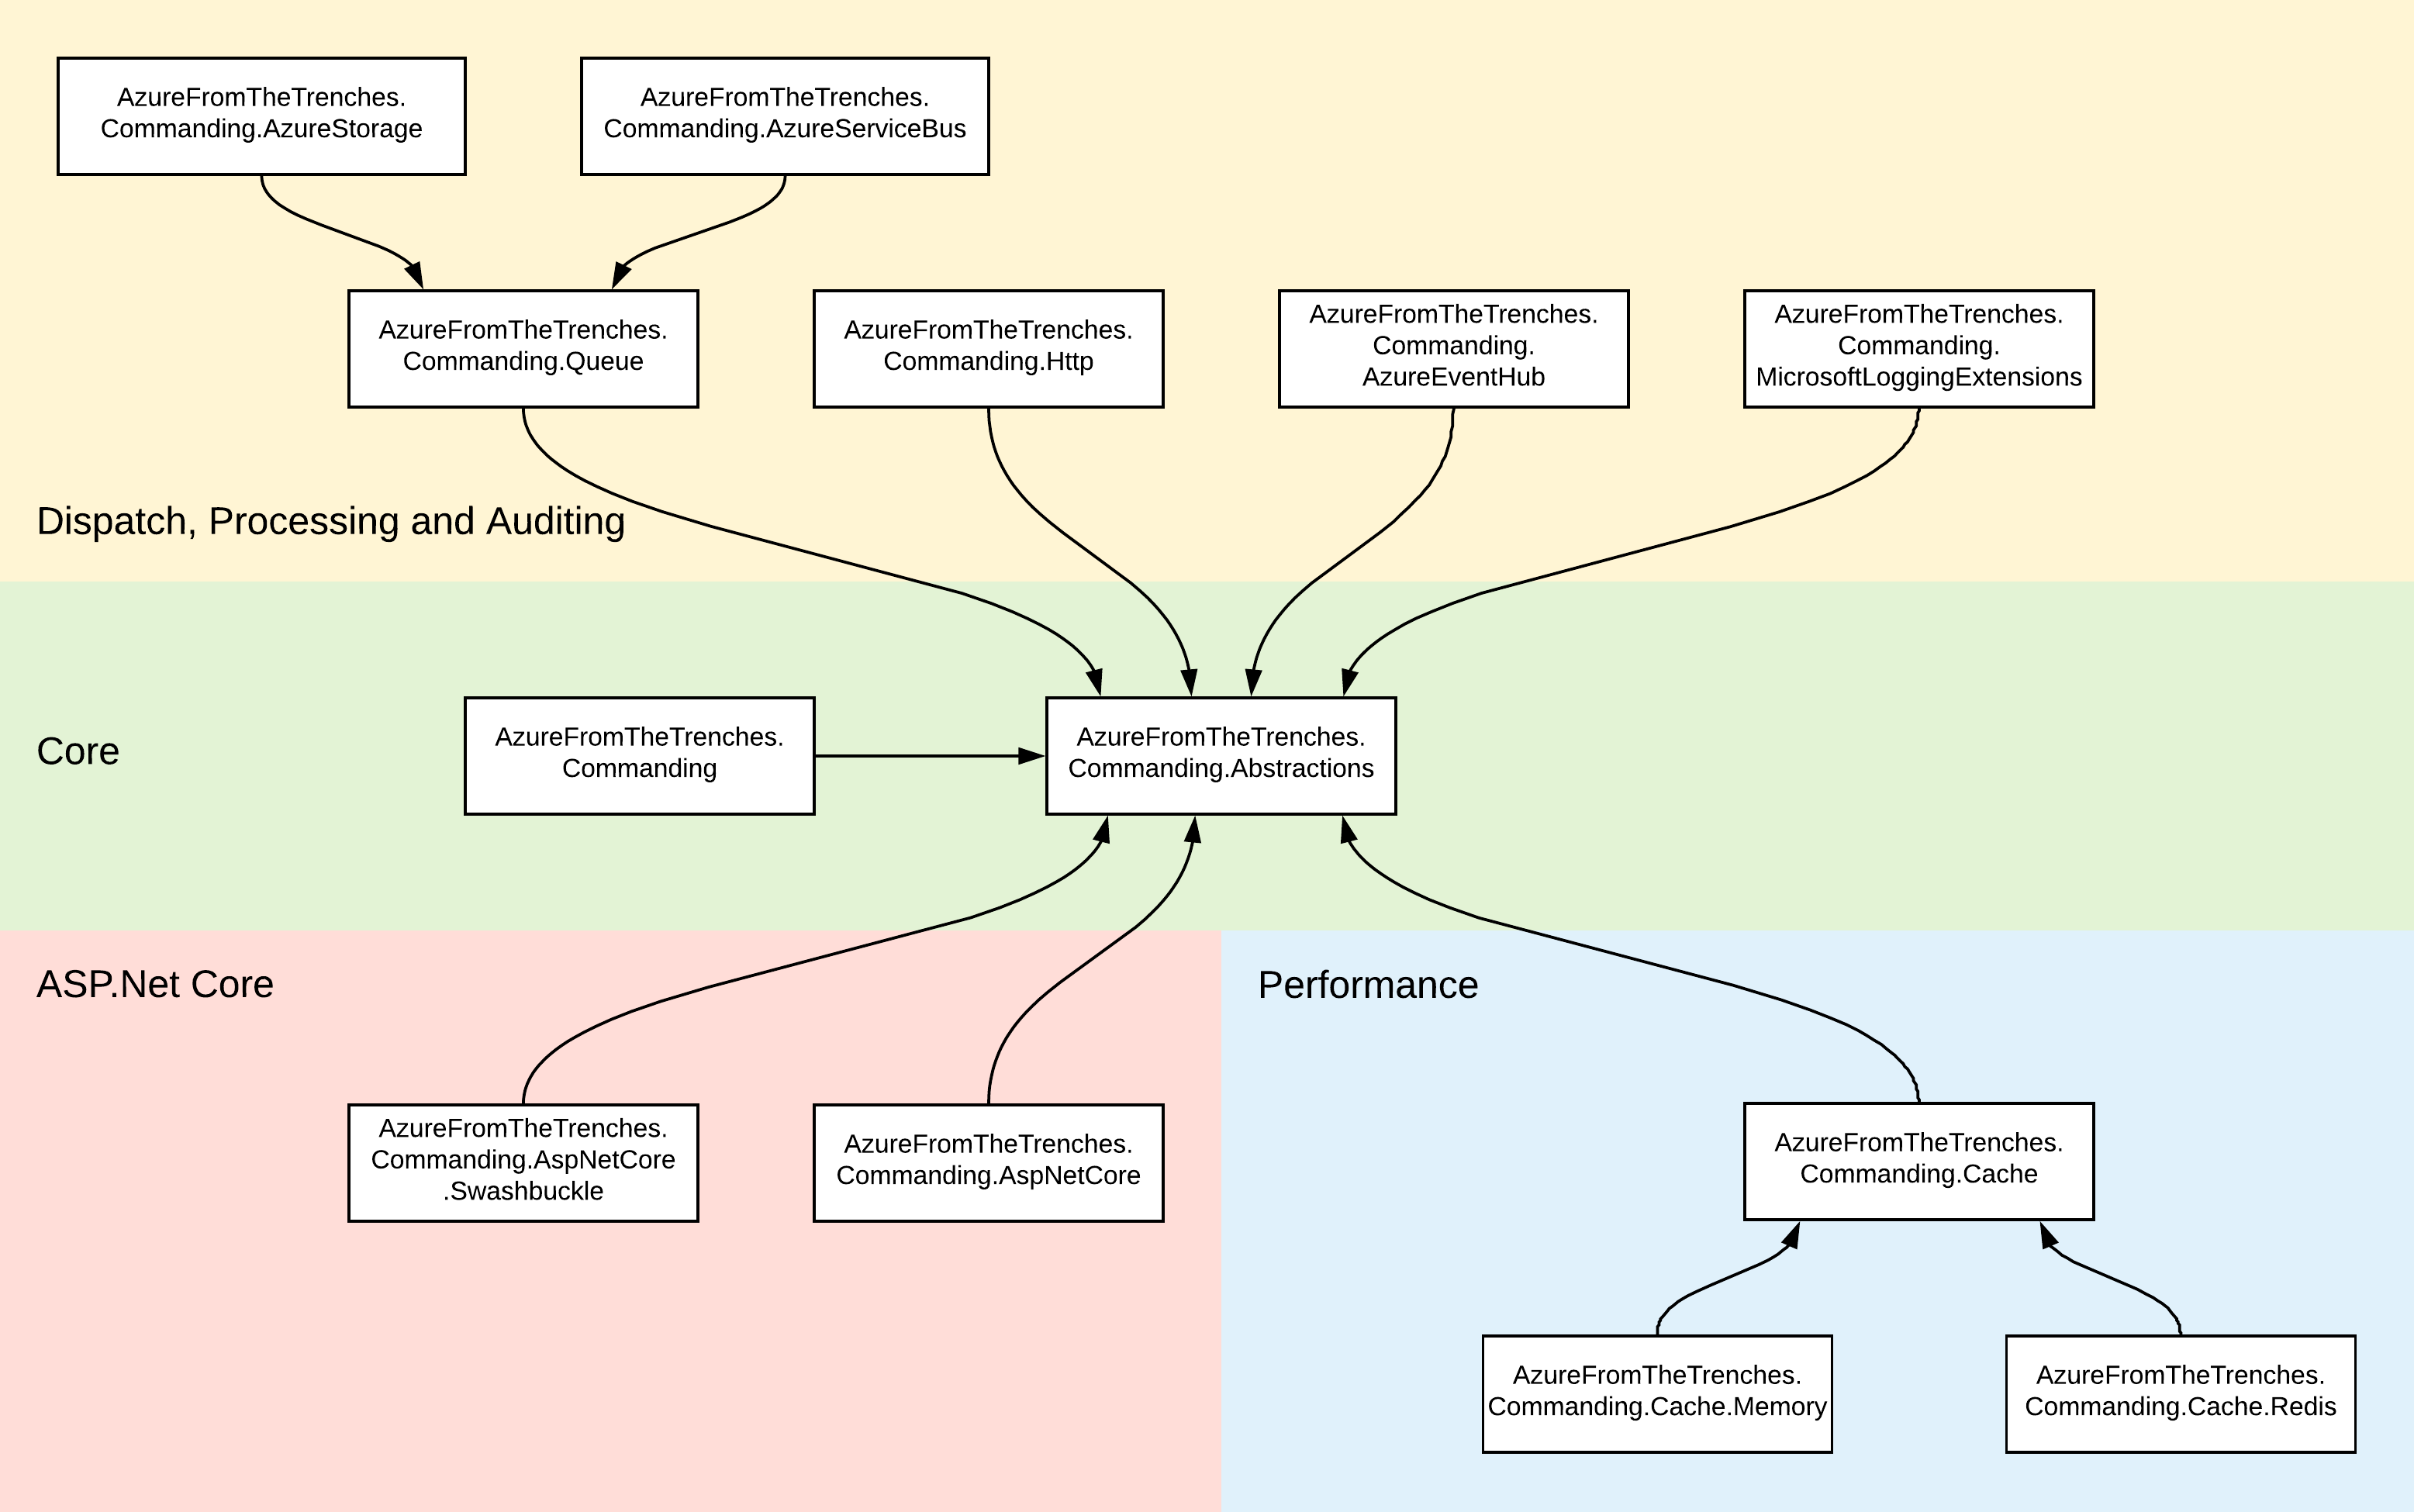 AzureFromTheTrenches.
Commanding.AzureStorage
AzureFromTheTrenches.
Commanding.AzureServiceBus
AzureFromTheTrenches.
Commanding.Queue
AzureFromTheTrenches.
Commanding.Http
AzureFromTheTrenches.
Commanding.
AzureEventHub
AzureFromTheTrenches.
Commanding.
MicrosoftLoggingExtensions
Dispatch, Processing and Auditing
Core
AzureFromTheTrenches.
Commanding
AzureFromTheTrenches.
Commanding.Abstractions
ASP.Net Core
AzureFromTheTrenches.
Commanding.AspNetCore
.Swashbuckle
AzureFromTheTrenches.
Commanding.AspNetCore
Performance
AzureFromTheTrenches.
Commanding.Cache
AzureFromTheTrenches.
Commanding.Cache.Memory
AzureFromTheTrenches.
Commanding.Cache.Redis